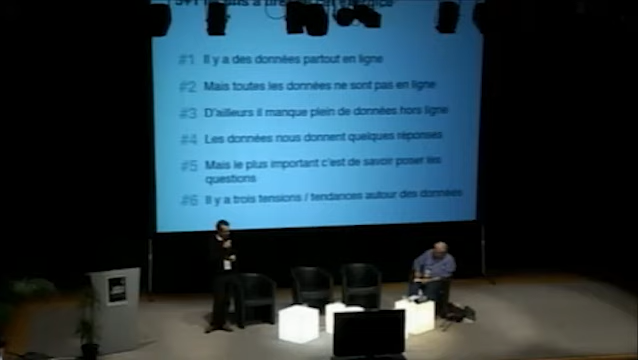 #1 Il y a des données partout en ligne
#2 Mais toutes les données ne sont pas en ligne
#3 D'ailleurs il manque plein de données hors ligne
#4 Les données nous donnent quelques réponses
#5 Mais le plus important c'est de savoir poser les
questions
#6 Il y a trois tensions / tendances autour des données